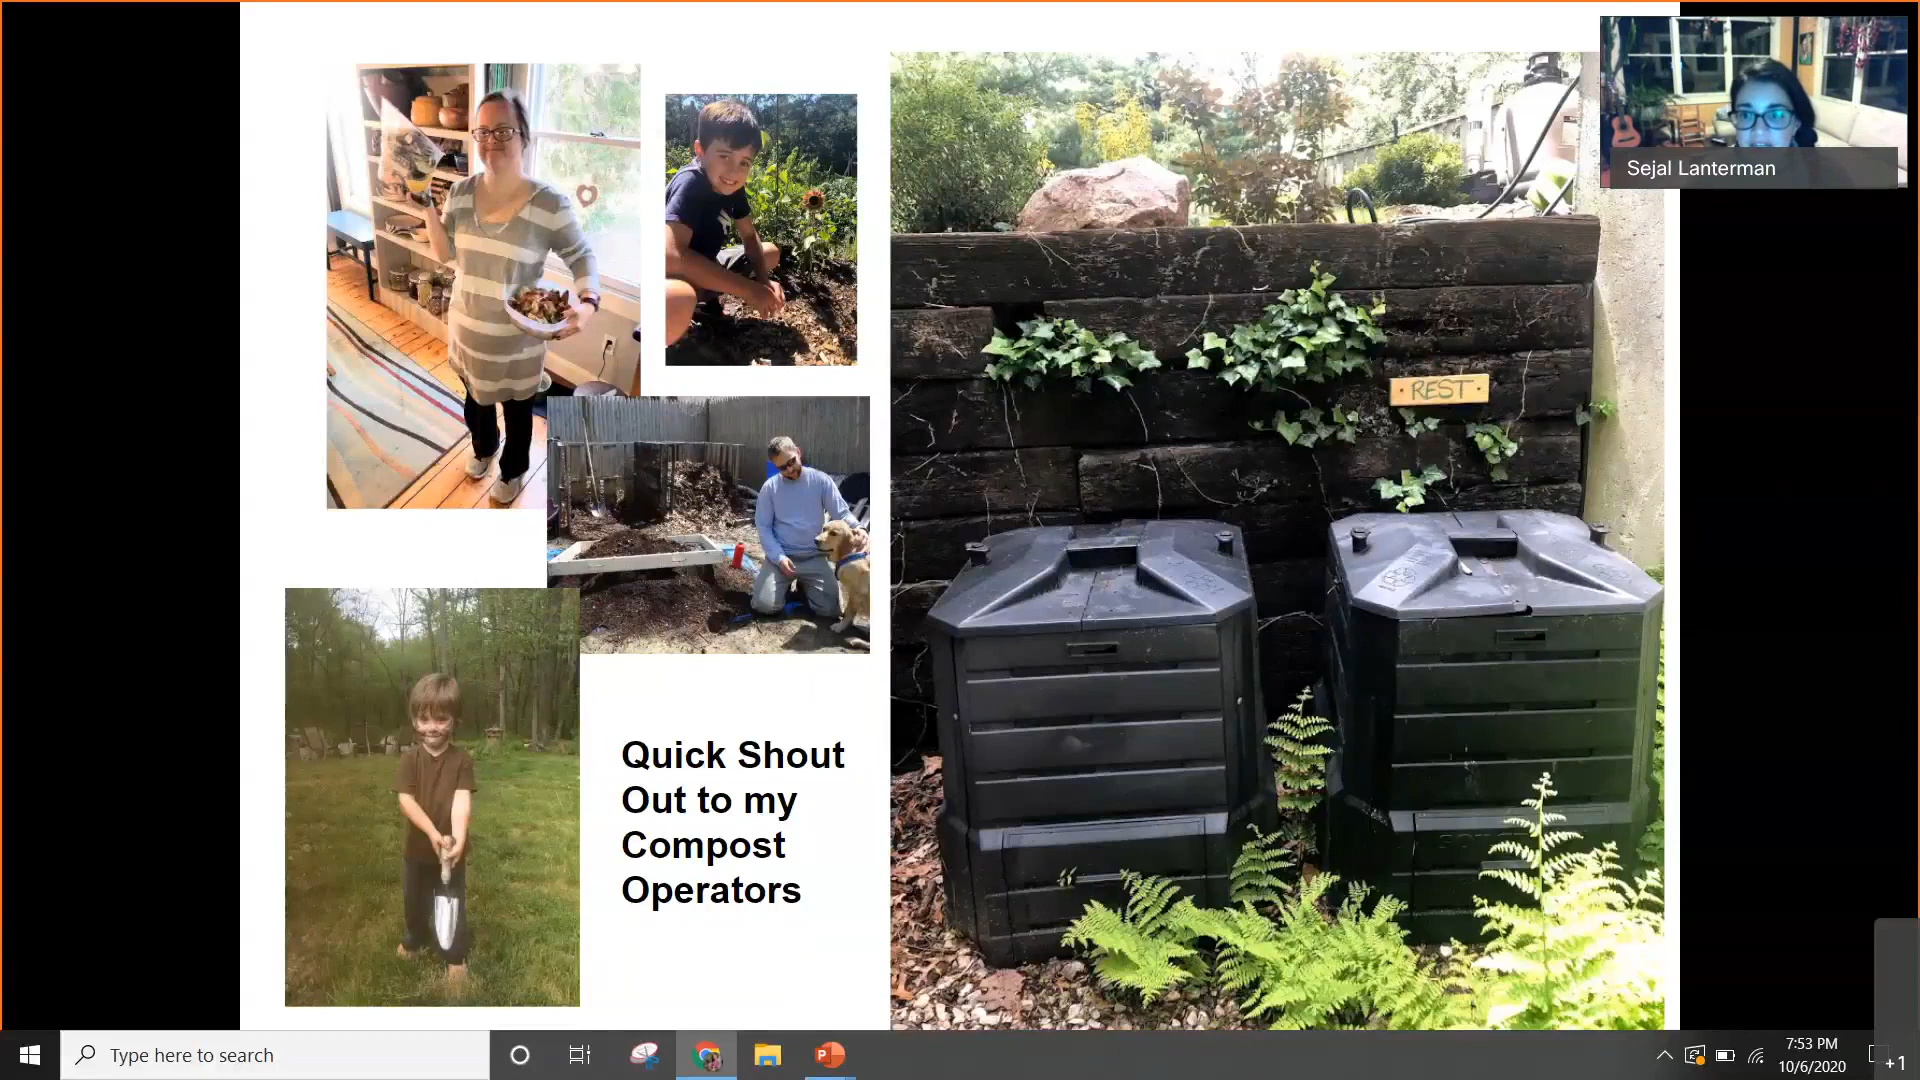 Sejal Lanterman
REST
Quick Shout
Out to my
Compost
Operators
Type here to search
7:53 PM
10/6/2020
+1